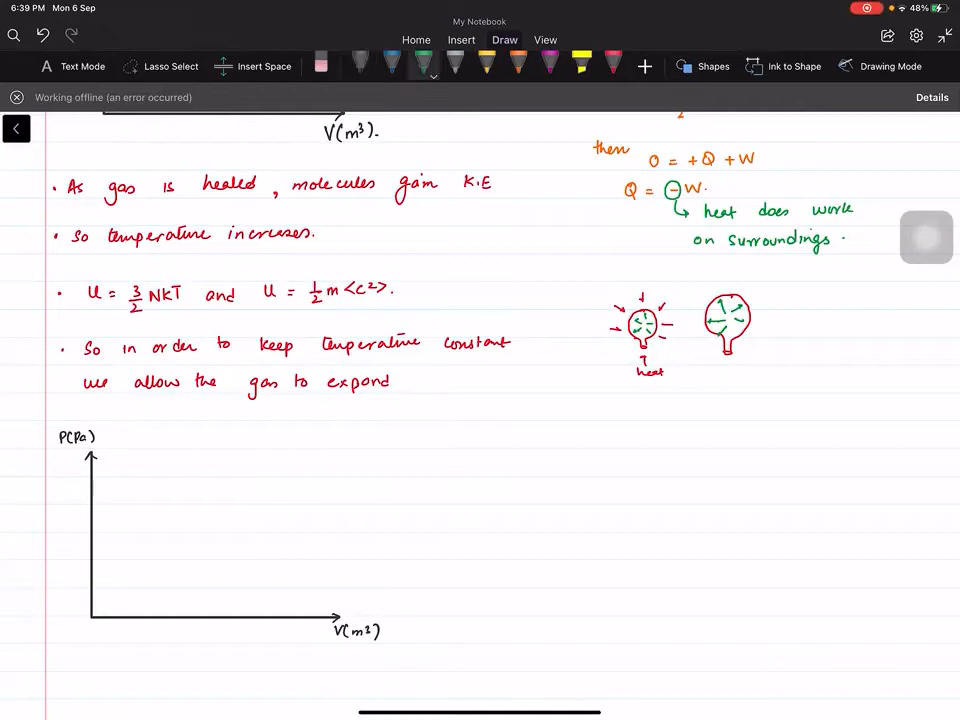 6:39 PM Mon 6 Sep
48%
My Notebook
Home Insert Draw View
Text Mode Lasso Select Insert Space Shapes Ink to Shape Drawing Mode
Working offline (an error occurred) Details
V(m³).
2
then
0 = +Q +W
Q = -W.
heat does work
on surroundings.
• As gas is heated, molecules gain K.E
• So temperature increases.
• U = 3/2 NKT and U = 1/2 m <c²>.
• So in order to keep temperature constant
we allow the gas to expand
heat
P(Pa)
V(m³)